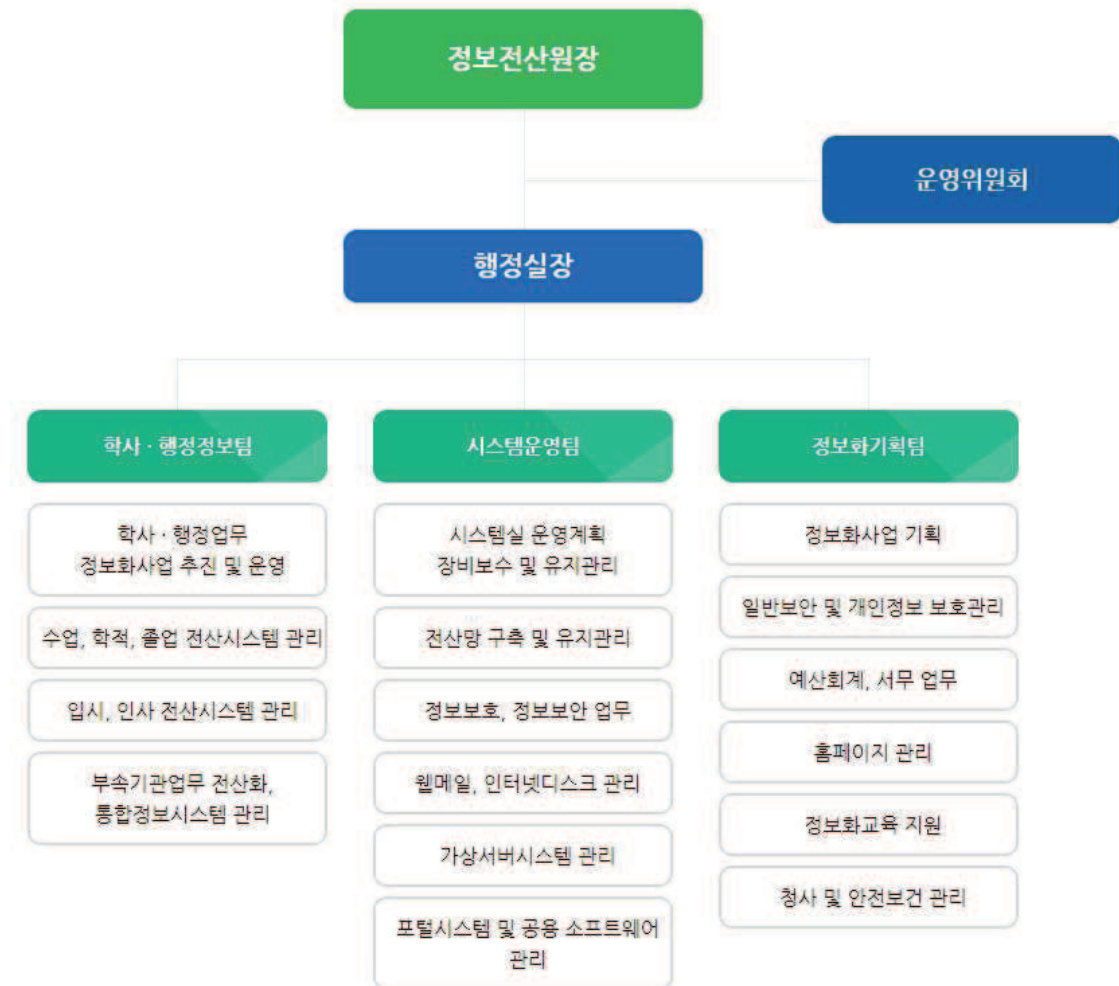 정보전산원장
운영위원회
행정실장
학사 · 행정정보팀
학사 · 행정업무
정보화사업 추진 및 운영
수업, 학적, 졸업 전산시스템 관리
입시, 인사 전산시스템 관리
부속기관업무 전산화,
통합정보시스템 관리
시스템운영팀
시스템실 운영계획
장비보수 및 유지관리
전산망 구축 및 유지관리
정보보호, 정보보안 업무
웹메일, 인터넷디스크 관리
가상서버시스템 관리
포털시스템 및 공용 소프트웨어
관리
정보화기획팀
정보화사업 기획
일반보안 및 개인정보 보호관리
예산회계, 서무 업무
홈페이지 관리
정보화교육 지원
청사 및 안전보건 관리